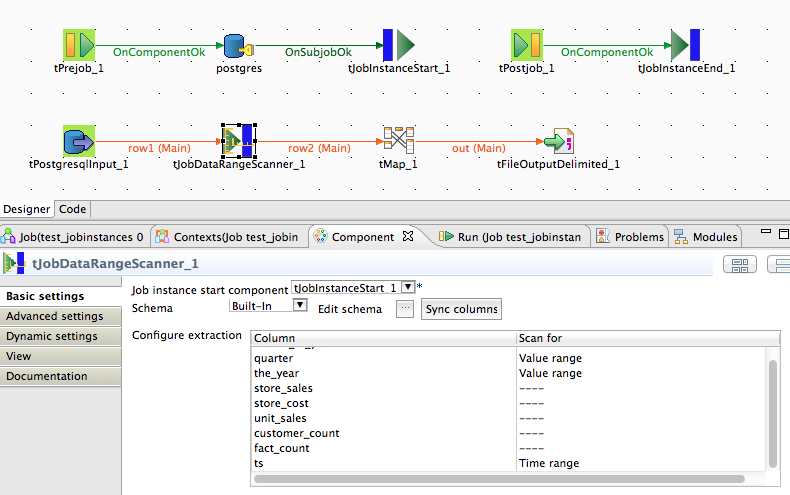 OnComponentOk OnSubjobOk OnComponentOk
tPrejob_1 postgres tJobInstanceStart_1 tPostjob_1 tJobInstanceEnd_1
row1 (Main) row2 (Main) out (Main)
tPostgresqlInput_1 tJobDataRangeScanner_1 tMap_1 tFileOutputDelimited_1
Designer Code
Job(test_jobinstances 0 Contexts(Job test_jobin Component Run (Job test_jobinstan Problems Modules
tJobDataRangeScanner_1
Basic settings
Advanced settings
Dynamic settings
View
Documentation
Job instance start component tJobInstanceStart_1 *
Schema Built-In Edit schema ... Sync columns
Configure extraction
Column Scan for
quarter Value range
the_year Value range
store_sales ----
store_cost ----
unit_sales ----
customer_count ----
fact_count ----
ts Time range